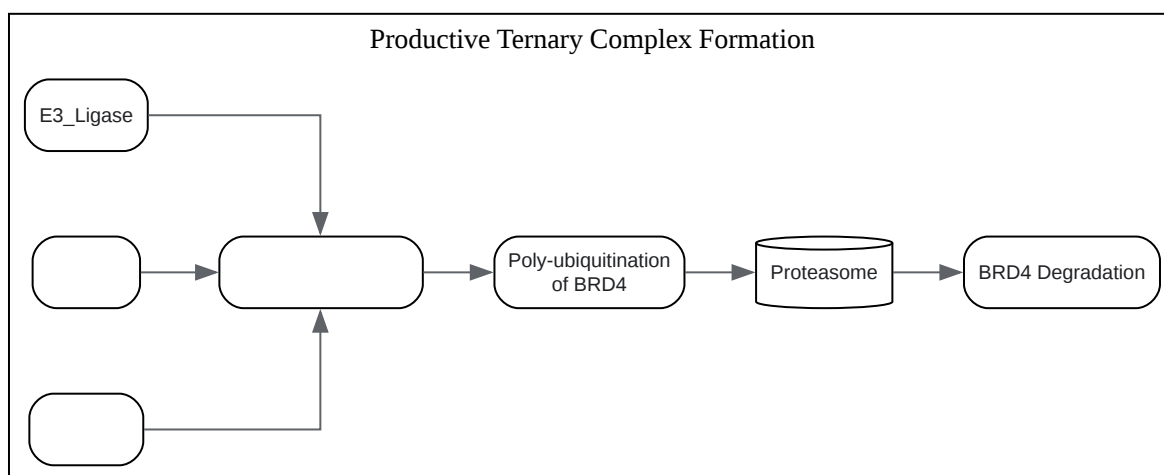 Productive Ternary Complex Formation
E3_Ligase
Poly-ubiquitination
of BRD4
Proteasome
BRD4 Degradation